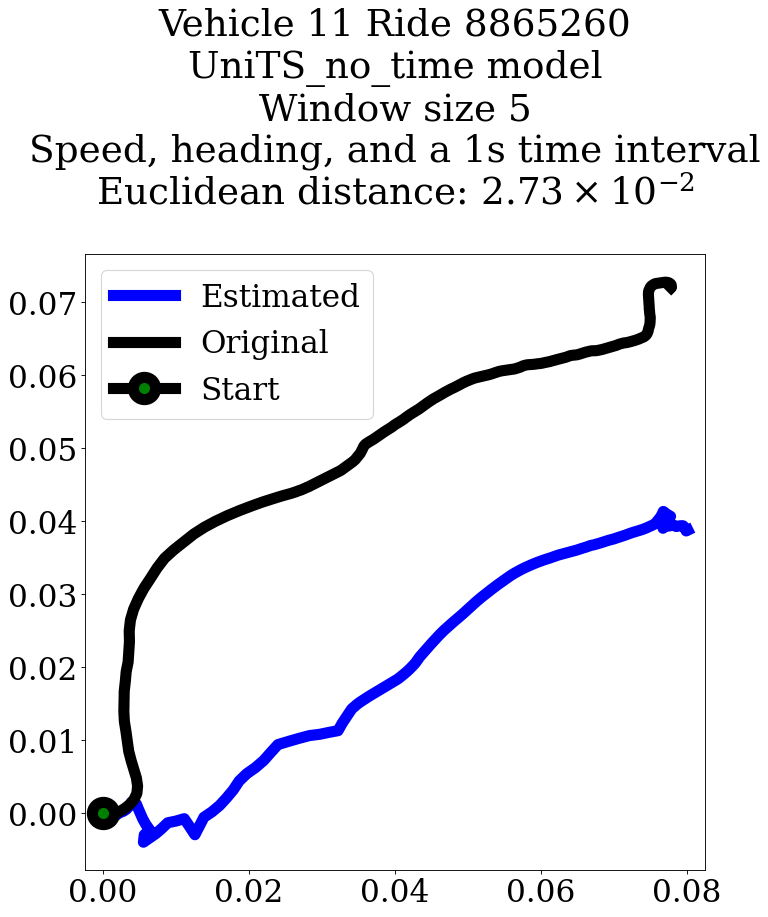 Vehicle 11 Ride 8865260
UniTS_no_time model
Window size 5
Speed, heading, and a 1s time interval
Euclidean distance: 2.73 × 10⁻²
Estimated
Original
Start
0.07
0.06
0.05
0.04
0.03
0.02
0.01
0.00
0.00 0.02 0.04 0.06 0.08